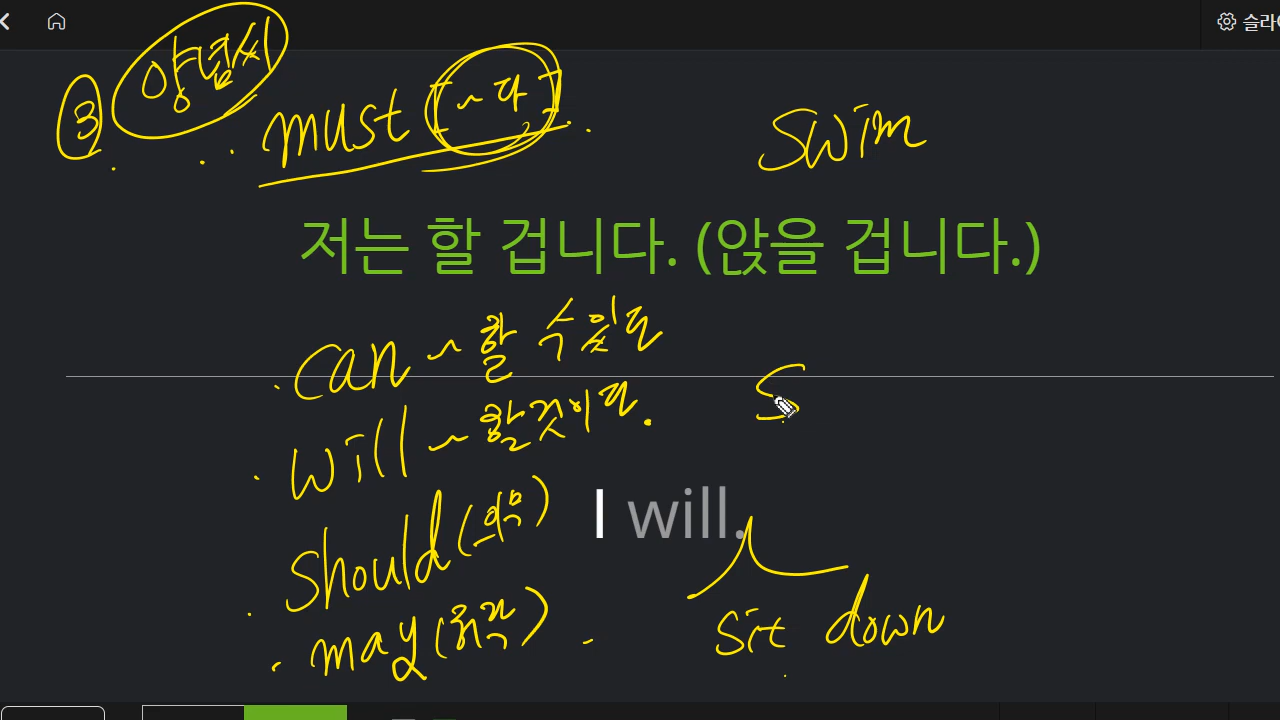 슬라
③ 양념씨
must [~다]
swim
저는 할 겁니다. (앉을 겁니다.)
can ~할 수 있다
will ~할것이다.
S
I will.
should (의무)
sit down
may (허락)